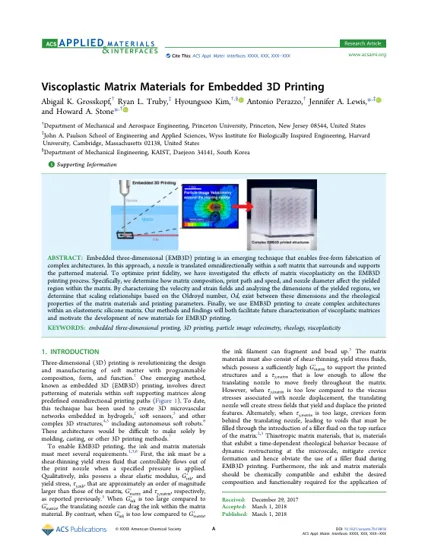 ACS APPLIED MATERIALS
& INTERFACES
Research Article
Cite This: ACS Appl. Mater. Interfaces XXXX, XXX, XXX−XXX
www.acsami.org
Viscoplastic Matrix Materials for Embedded 3D Printing
Abigail K. Grosskopf, Ryan L. Truby, Hyoungsoo Kim, Antonio Perazzo, Jennifer A. Lewis,
and Howard A. Stone
†Department of Mechanical and Aerospace Engineering, Princeton University, Princeton, New Jersey 08544, United States
‡John A. Paulson School of Engineering and Applied Sciences, Wyss Institute for Biologically Inspired Engineering, Harvard
University, Cambridge, Massachusetts 02138, United States
§Department of Mechanical Engineering, KAIST, Daejeon 34141, South Korea
Supporting Information
Embedded 3D Printing
Complex EMB3D printed structures
ABSTRACT: Embedded three-dimensional (EMB3D) printing is an emerging technique that enables free-form fabrication of
complex architectures. In this approach, a nozzle is translated omnidirectionally within a soft matrix that surrounds and supports
the patterned material. To optimize print fidelity, we have investigated the effects of matrix viscoplasticity on the EMB3D
printing process. Specifically, we determine how matrix composition, print path and speed, and nozzle diameter affect the yielded
region within the matrix. By characterizing the velocity and strain fields and analyzing the dimensions of the yielded regions, we
determine that scaling relationships based on the Oldroyd number, Od, exist between these dimensions and the rheological
properties of the matrix materials and printing parameters. Finally, we use EMB3D printing to create complex architectures
within an elastomeric silicone matrix. Our methods and findings will both facilitate future characterization of viscoplastic matrices
and motivate the development of new materials for EMB3D printing.
KEYWORDS: embedded three-dimensional printing, 3D printing, particle image velocimetry, rheology, viscoplasticity
1. INTRODUCTION
Three-dimensional (3D) printing is revolutionizing the design
and manufacturing of soft matter with programmable
composition, form, and function. One emerging method,
known as embedded 3D (EMB3D) printing, involves direct
patterning of materials within soft supporting matrices along
predefined omnidirectional printing paths (Figure 1). To date,
this technique has been used to create 3D microvascular
networks embedded in hydrogels, soft sensors, and other
complex 3D structures, including autonomous soft robots.
These architectures would be difficult to make solely by
molding, casting, or other 3D printing methods.
To enable EMB3D printing, the ink and matrix materials
must meet several requirements. First, the ink must be a
shear-thinning yield stress fluid that controllably flows out of
the print nozzle when a specified pressure is applied.
Qualitatively, inks possess a shear elastic modulus, and
yield stress, that are approximately an order of magnitude
larger than those of the matrix, and respectively,
as reported previously. When is too large compared to
the translating nozzle can drag the ink within the matrix
material. By contrast, when is too low compared to
the ink filament can fragment and bead up. The matrix
materials must also consist of shear-thinning, yield stress fluids,
which possess a sufficiently high to support the printed
structures and a that is low enough to allow the
translating nozzle to move freely throughout the matrix.
However, when is too low compared to the viscous
stresses associated with nozzle displacement, the translating
nozzle will create stress fields that yield and displace the printed
features. Alternately, when is too large, crevices form
behind the translating nozzle, leading to voids that must be
filled through the introduction of a filler fluid on the top surface
of the matrix. Thixotropic matrix materials, that is, materials
that exhibit a time-dependent rheological behavior because of
dynamic restructuring at the microscale, mitigate crevice
formation and hence obviate the use of a filler fluid during
EMB3D printing. Furthermore, the ink and matrix materials
should be chemically compatible and exhibit the desired
composition and functionality required for the application of
Received: December 29, 2017
Accepted: March 1, 2018
Published: March 1, 2018
ACS Publications
© XXXX American Chemical Society
A